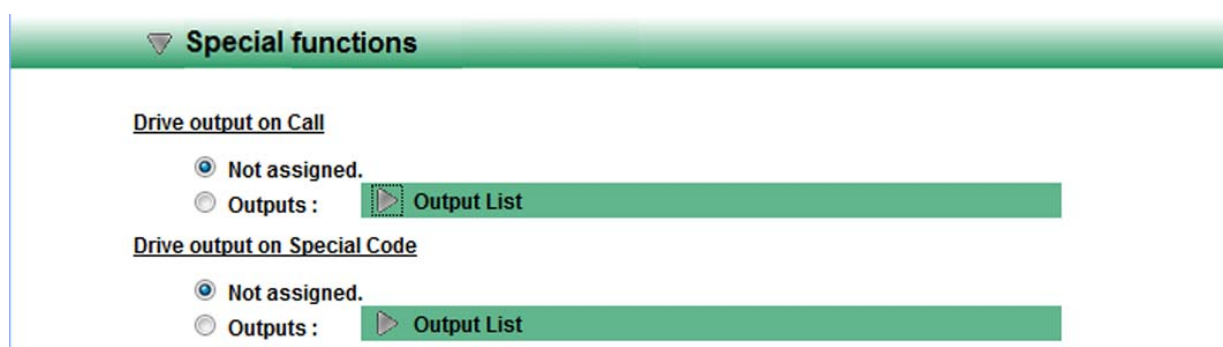 Special functions
Drive output on Call
Not assigned.
Outputs : Output List
Drive output on Special Code
Not assigned.
Outputs : Output List